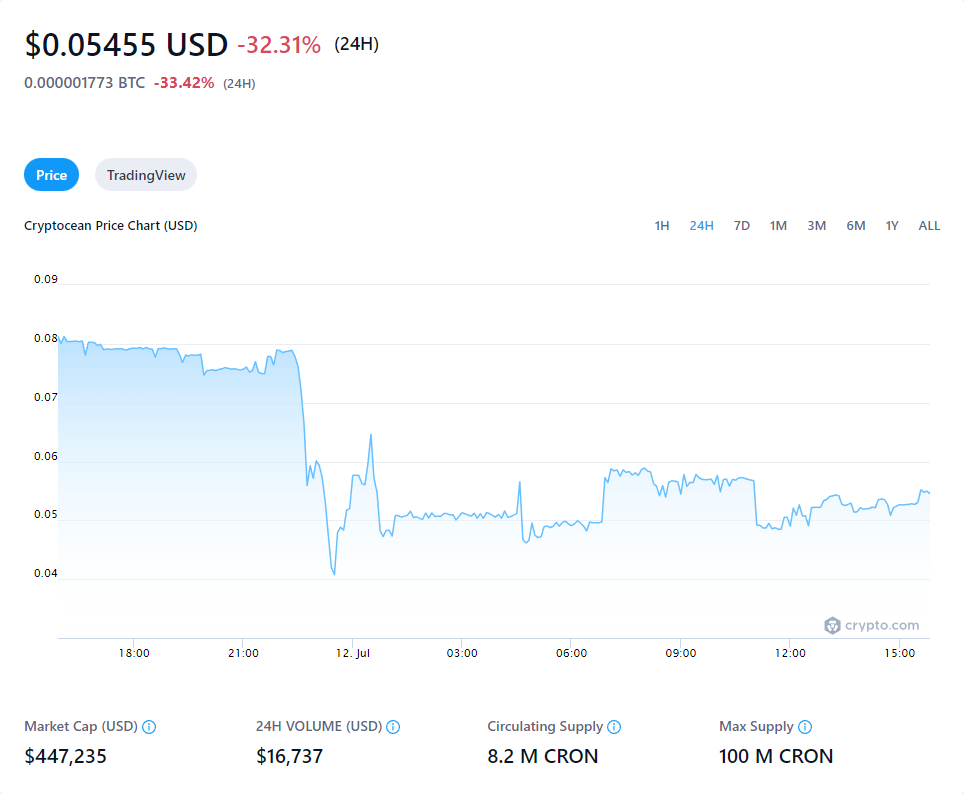 $0.05455 USD -32.31% (24H)
0.000001773 BTC -33.42% (24H)
Price TradingView
Cryptocean Price Chart (USD) 1H 24H 7D 1M 3M 6M 1Y ALL
0.09
0.08
0.07
0.06
0.05
0.04
crypto.com
18:00 21:00 12. Jul 03:00 06:00 09:00 12:00 15:00
Market Cap (USD) 24H VOLUME (USD) Circulating Supply Max Supply
$447,235 $16,737 8.2 M CRON 100 M CRON